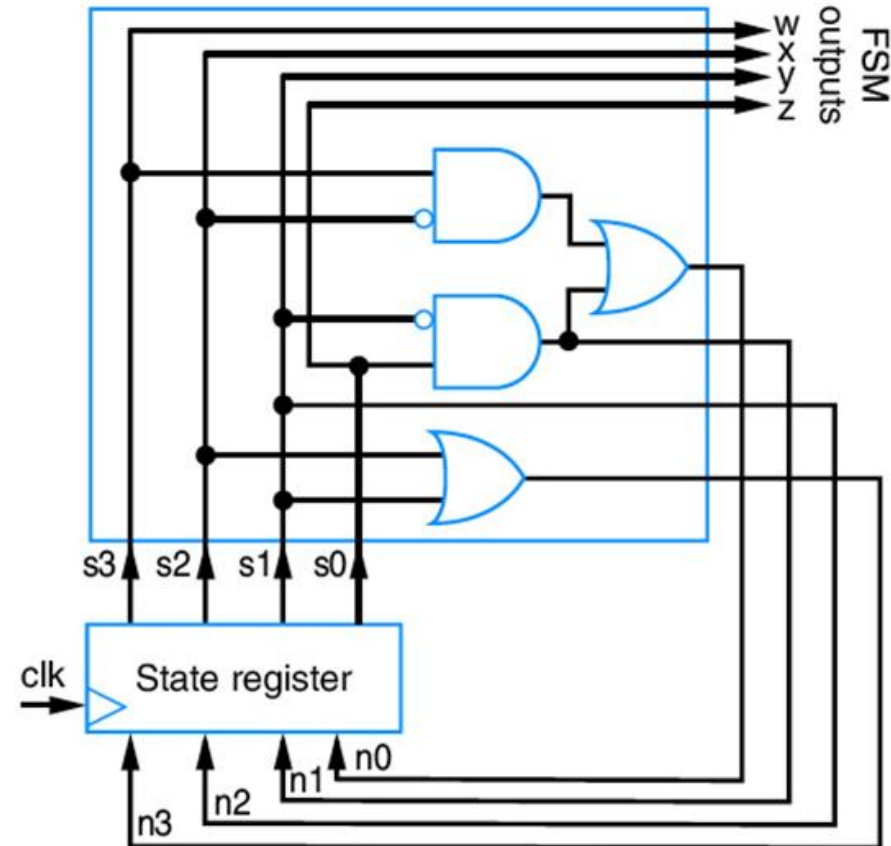 w
x
y
z
FSM
outputs
s3
s2
s1
s0
clk
State register
n0
n1
n2
n3